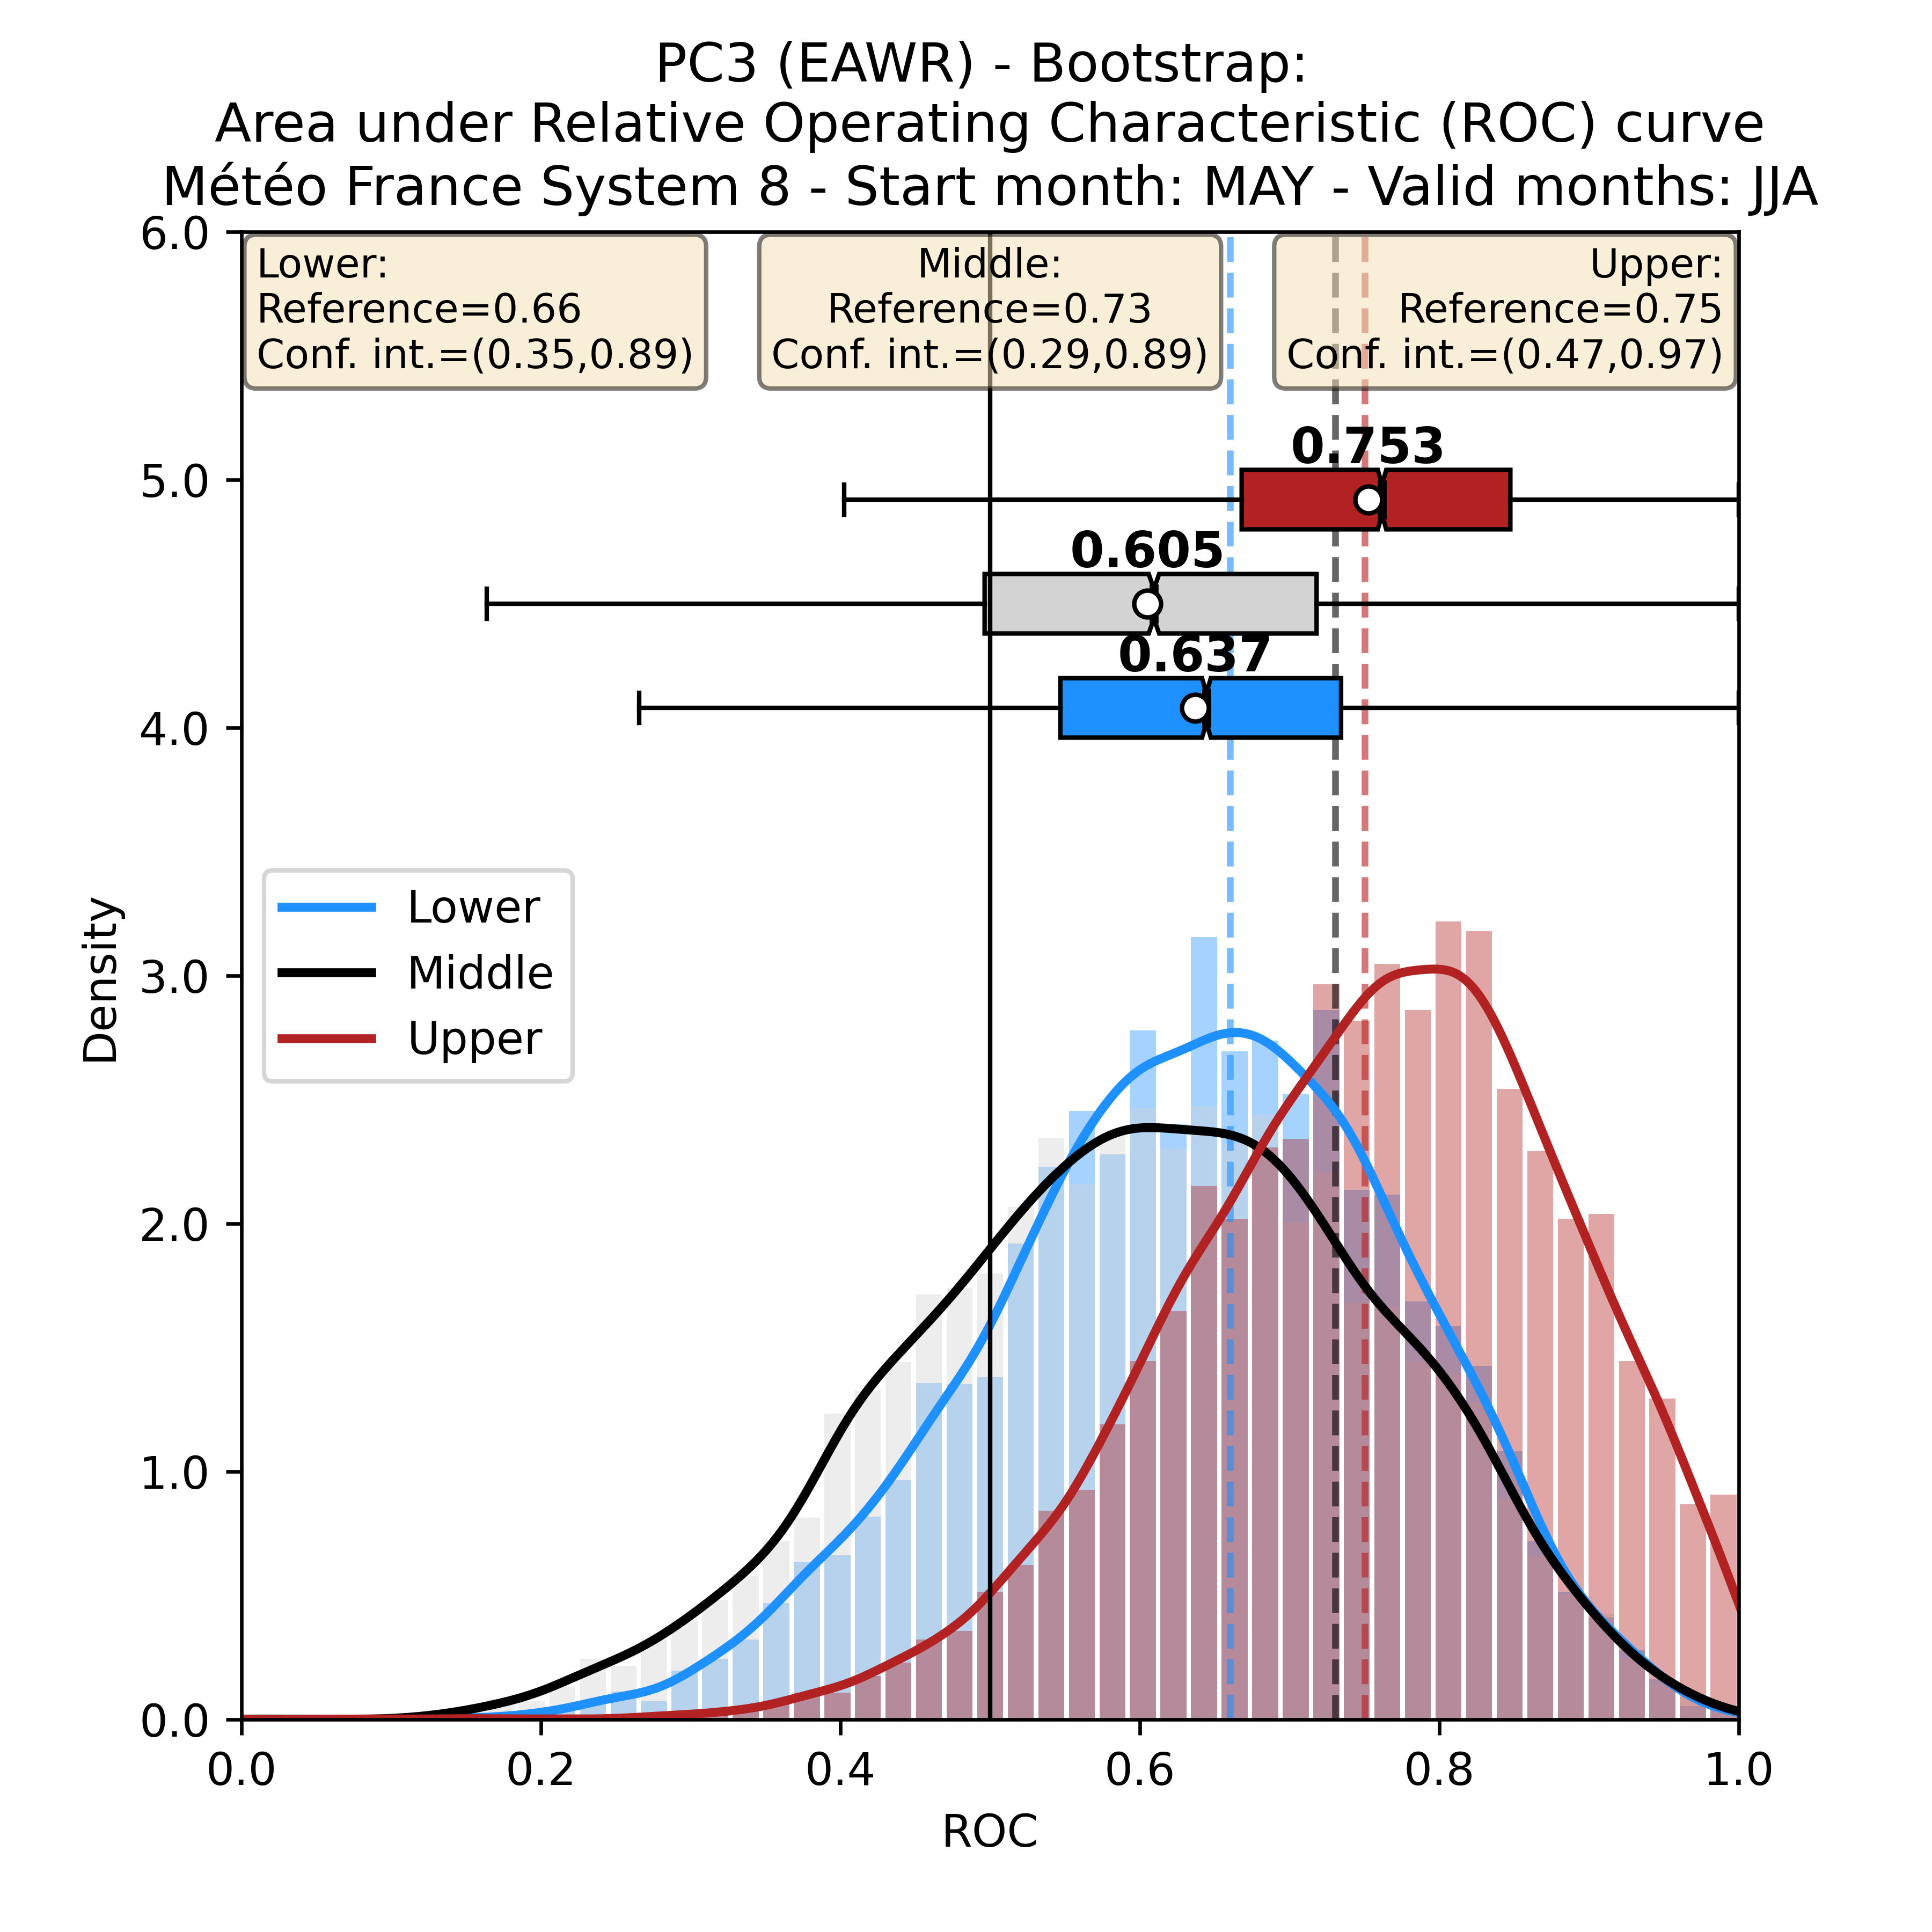 PC3 (EAWR) - Bootstrap:
Area under Relative Operating Characteristic (ROC) curve
Météo France System 8 - Start month: MAY - Valid months: JJA
Lower:
Reference=0.66
Conf. int.=(0.35,0.89)
Middle:
Reference=0.73
Conf. int.=(0.29,0.89)
Upper:
Reference=0.75
Conf. int.=(0.47,0.97)
0.753
0.605
0.637
Lower
Middle
Upper
Density
6.0
5.0
4.0
3.0
2.0
1.0
0.0
0.0 0.2 0.4 0.6 0.8 1.0
ROC